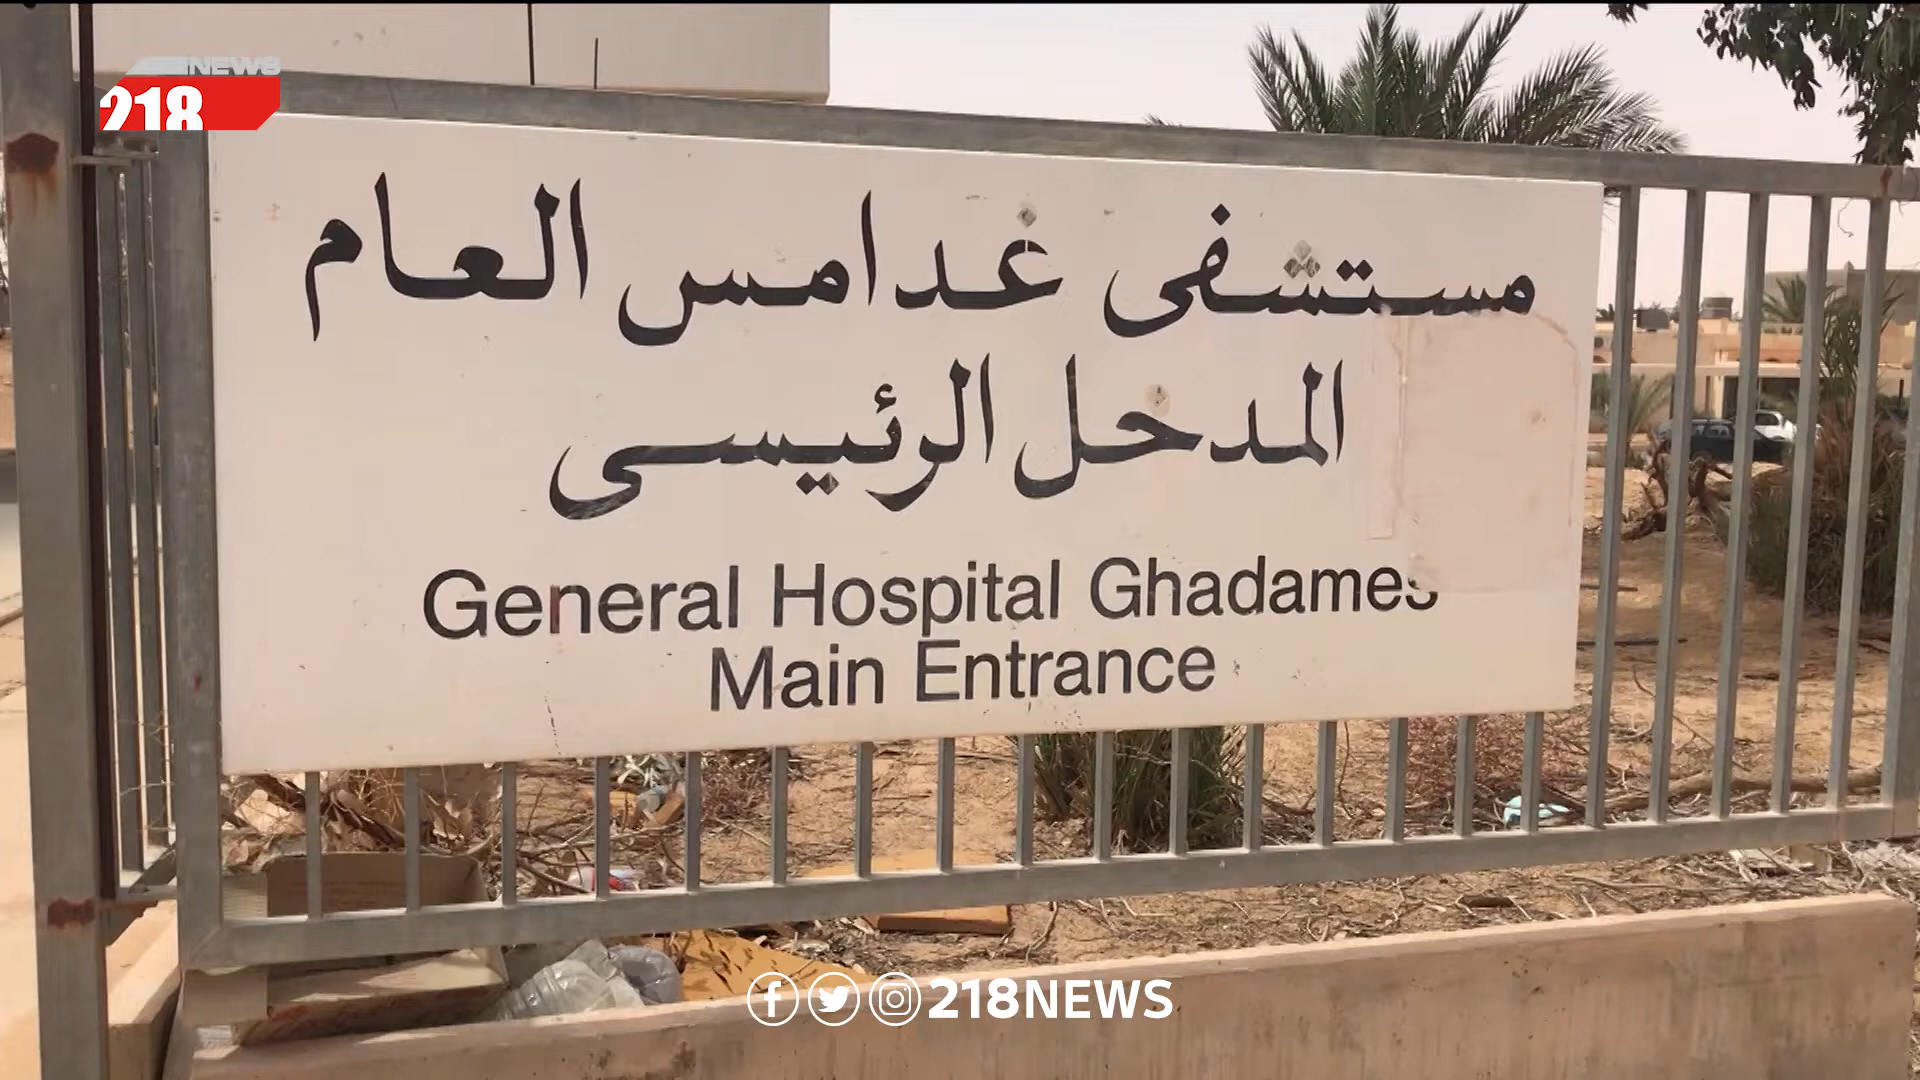 NEWS
218
مستشفى غدامس العام
المدخل الرئيسى
General Hospital Ghadames
Main Entrance
218NEWS